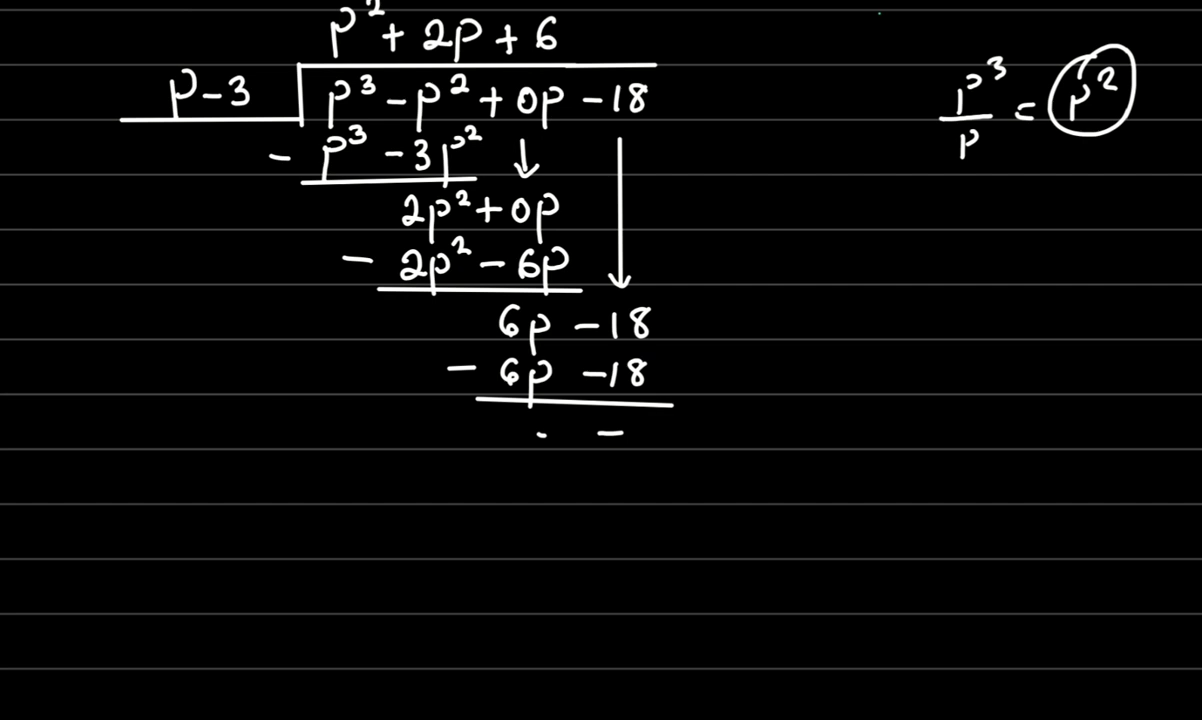 p² + 2p + 6
p - 3 p³ - p² + 0p - 18
- p³ - 3p² ↓
2p² + 0p
- 2p² - 6p
6p - 18
- 6p - 18
. -
p³/p = p²